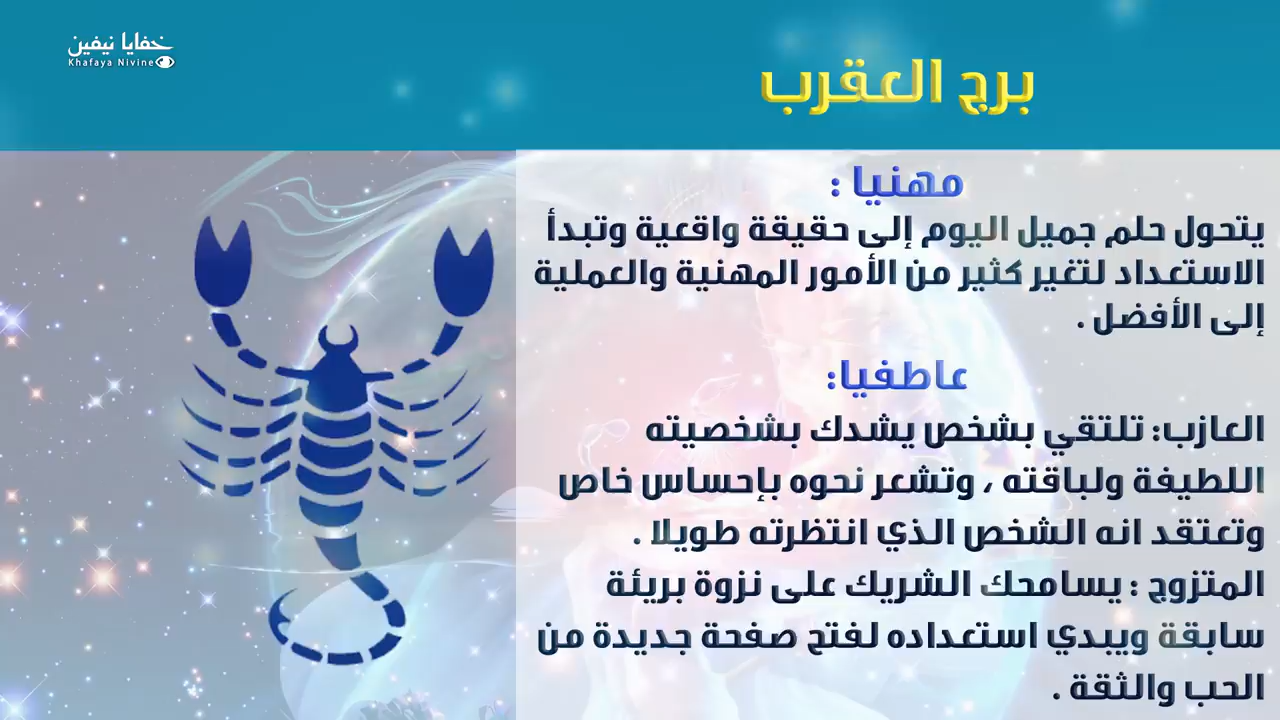 خفايا نيفين
Khafaya Nivine
برج العقرب
مهنيا :
يتحول حلم جميل اليوم إلى حقيقة واقعية وتبدأ
الاستعداد لتغير كثير من الأمور المهنية والعملية
إلى الأفضل .
عاطفيا:
العازب: تلتقي بشخص يشدك بشخصيته
اللطيفة ولباقته ، وتشعر نحوه بإحساس خاص
وتعتقد انه الشخص الذي انتظرته طويلا .
المتزوج : يسامحك الشريك على نزوة بريئة
سابقة ويبدي استعداده لفتح صفحة جديدة من
الحب والثقة .